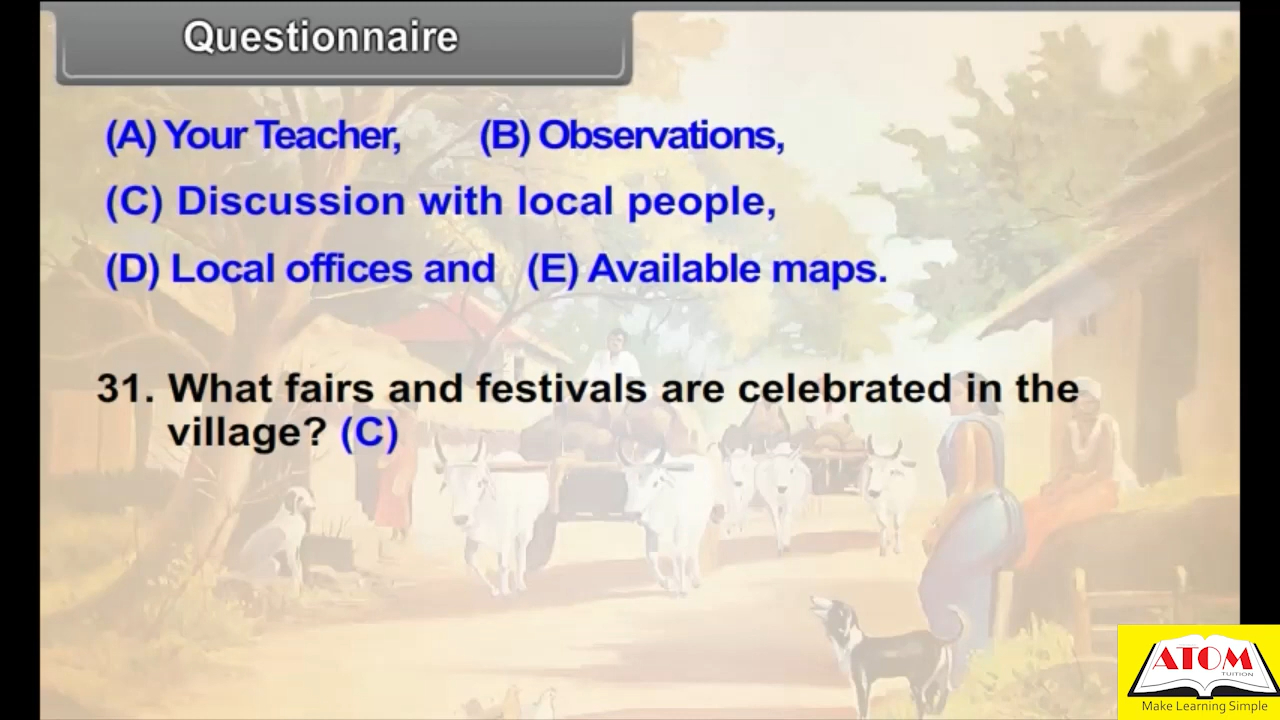 Questionnaire
(A) Your Teacher, (B) Observations,
(C) Discussion with local people,
(D) Local offices and (E) Available maps.
31. What fairs and festivals are celebrated in the
village? (C)
ATOM
TUITION
Make Learning Simple